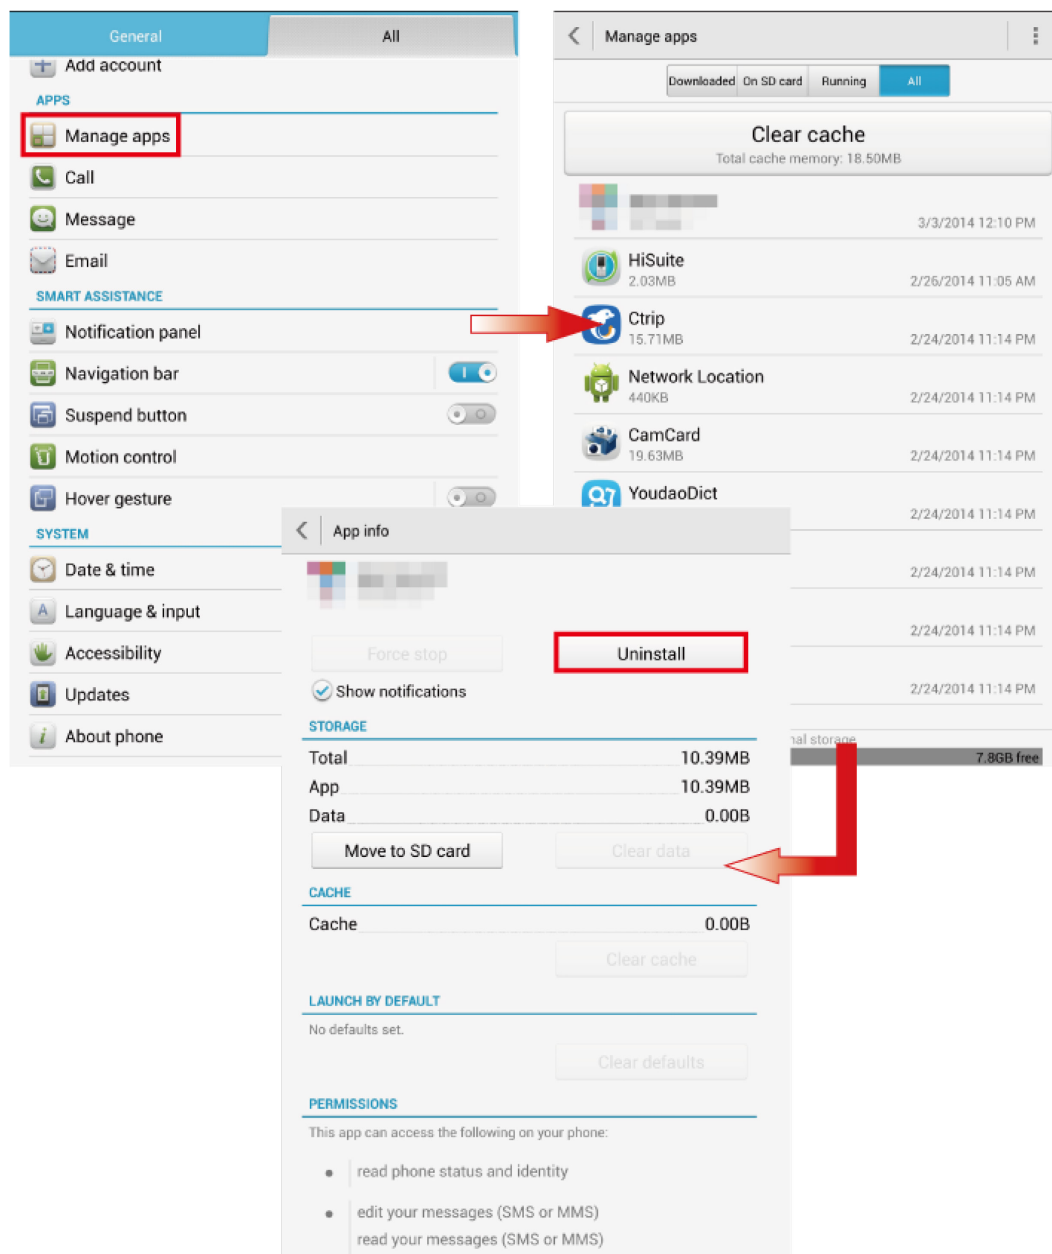 General
All
Add account
APPS
Manage apps
Call
Message
Email
SMART ASSISTANCE
Notification panel
Navigation bar
Suspend button
Motion control
Hover gesture
SYSTEM
Date & time
Language & input
Accessibility
Updates
About phone
Manage apps
Downloaded On SD card Running All
Clear cache
Total cache memory: 18.50MB
3/3/2014 12:10 PM
HiSuite
2.03MB 2/26/2014 11:05 AM
Ctrip
15.71MB 2/24/2014 11:14 PM
Network Location
440KB 2/24/2014 11:14 PM
CamCard
19.63MB 2/24/2014 11:14 PM
YoudaoDict
2/24/2014 11:14 PM
2/24/2014 11:14 PM
2/24/2014 11:14 PM
2/24/2014 11:14 PM
storage
7.8GB free
App info
Force stop Uninstall
Show notifications
STORAGE
Total 10.39MB
App 10.39MB
Data 0.00B
Move to SD card Clear data
CACHE
Cache 0.00B
Clear cache
LAUNCH BY DEFAULT
No defaults set.
Clear defaults
PERMISSIONS
This app can access the following on your phone:
• read phone status and identity
• edit your messages (SMS or MMS)
read your messages (SMS or MMS)